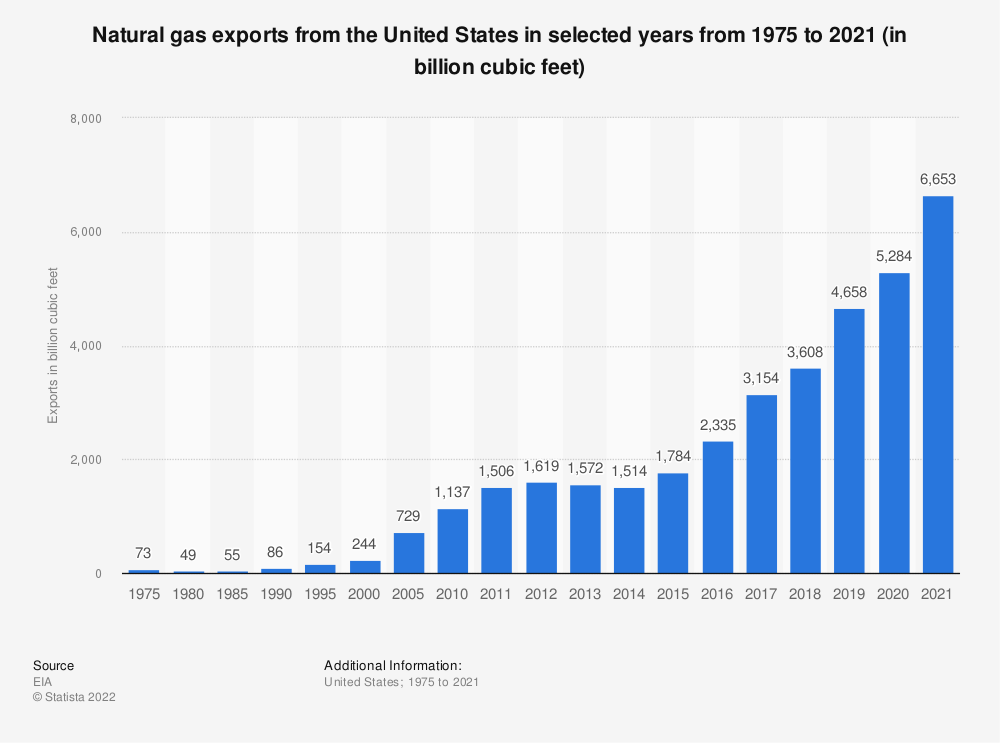 Natural gas exports from the United States in selected years from 1975 to 2021 (in
billion cubic feet)
8,000
6,000
4,000
2,000
0
Exports in billion cubic feet
73 49 55 86 154 244 729 1,137 1,506 1,619 1,572 1,514 1,784 2,335 3,154 3,608 4,658 5,284 6,653
1975 1980 1985 1990 1995 2000 2005 2010 2011 2012 2013 2014 2015 2016 2017 2018 2019 2020 2021
Source
EIA
© Statista 2022
Additional Information:
United States; 1975 to 2021